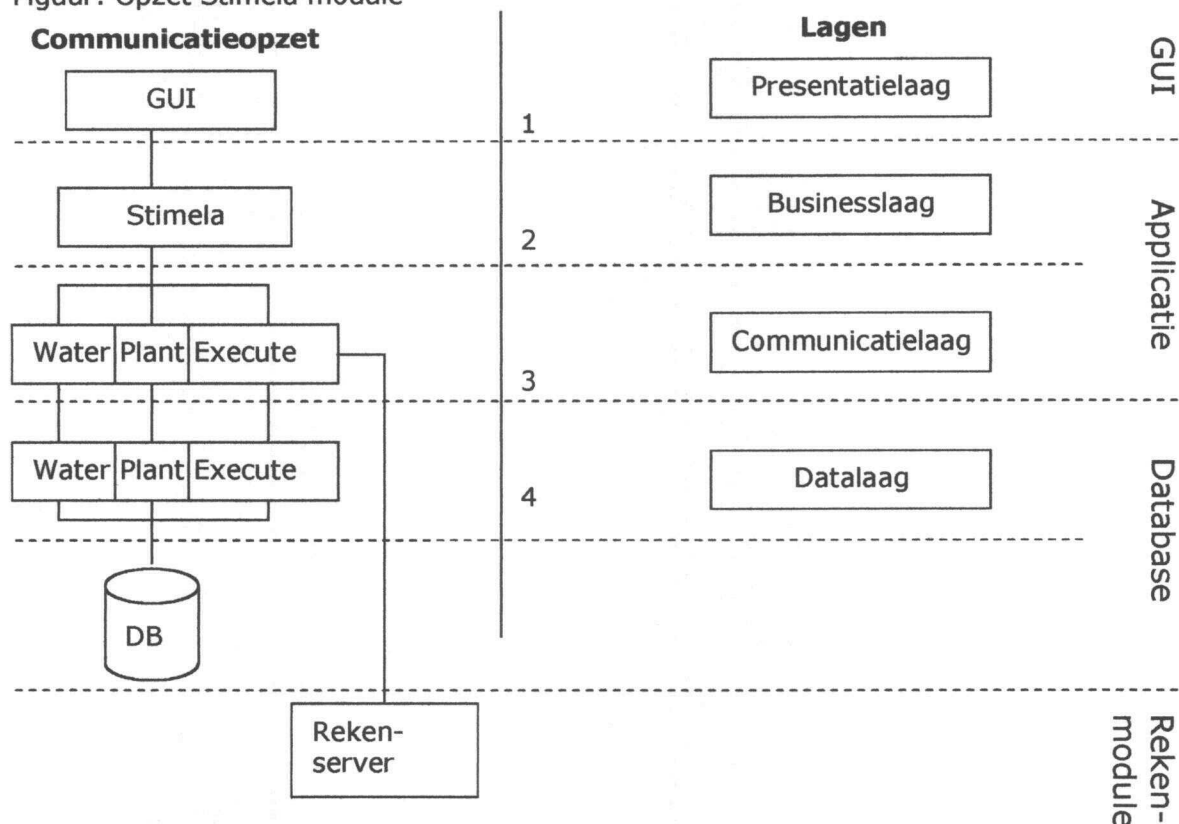 Figuur: Opzet Stimela module
Communicatieopzet
Lagen
GUI
GUI
Presentatielaag
1
Stimela
Businesslaag
2
Applicatie
Water Plant Execute
Communicatielaag
3
Water Plant Execute
Datalaag
4
Database
DB
Reken-
server
Reken-
module